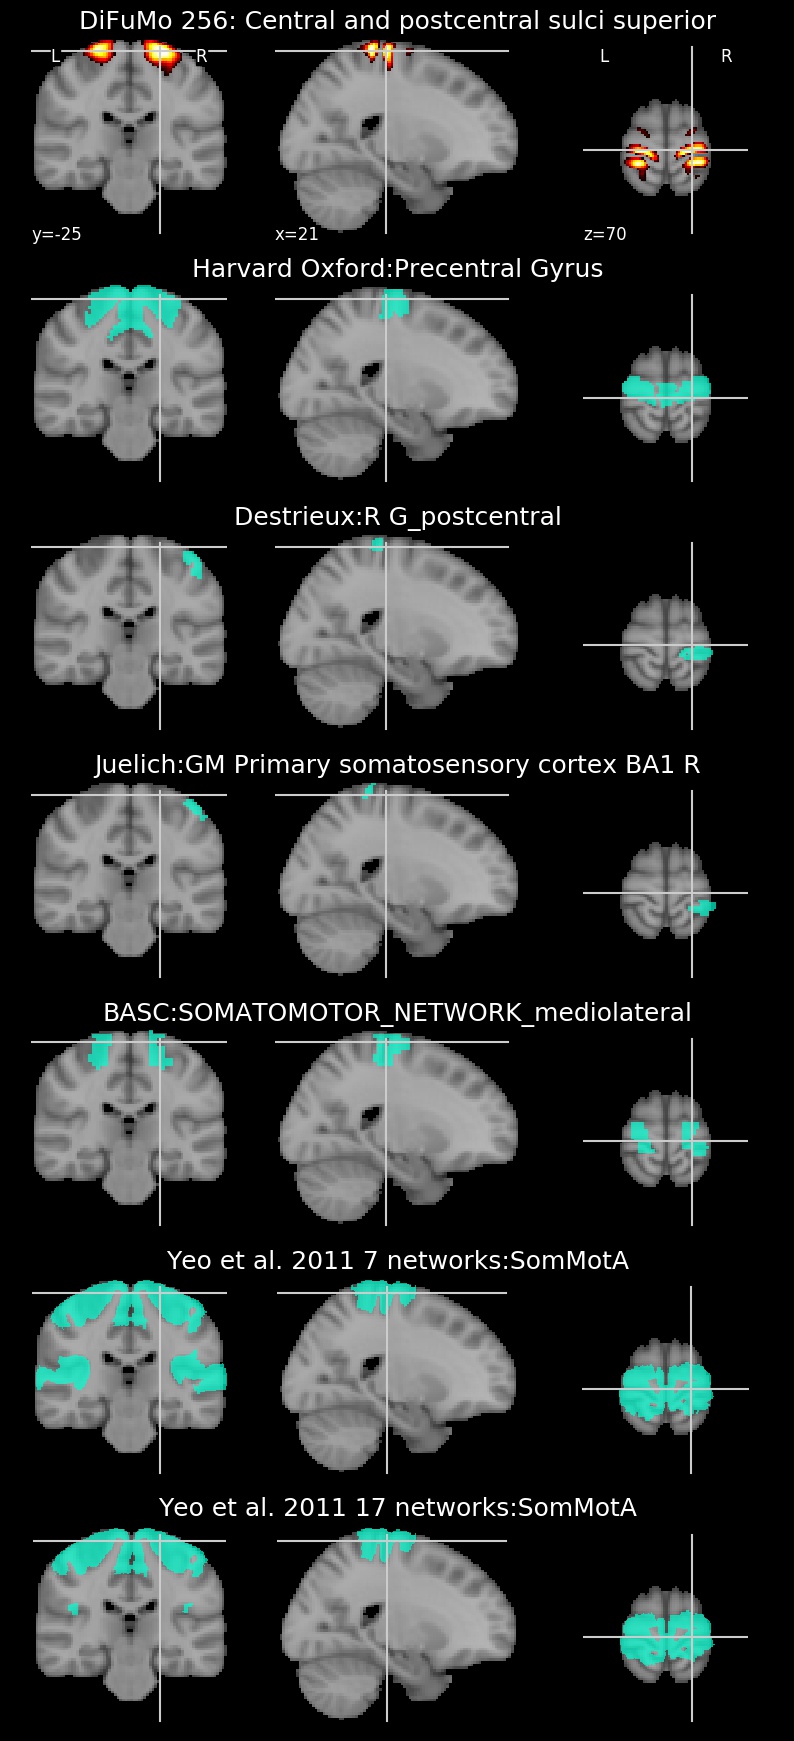 DiFuMo 256: Central and postcentral sulci superior
L R L R
y=-25 x=21 z=70
Harvard Oxford:Precentral Gyrus
Destrieux:R G_postcentral
Juelich:GM Primary somatosensory cortex BA1 R
BASC:SOMATOMOTOR_NETWORK_mediolateral
Yeo et al. 2011 7 networks:SomMotA
Yeo et al. 2011 17 networks:SomMotA